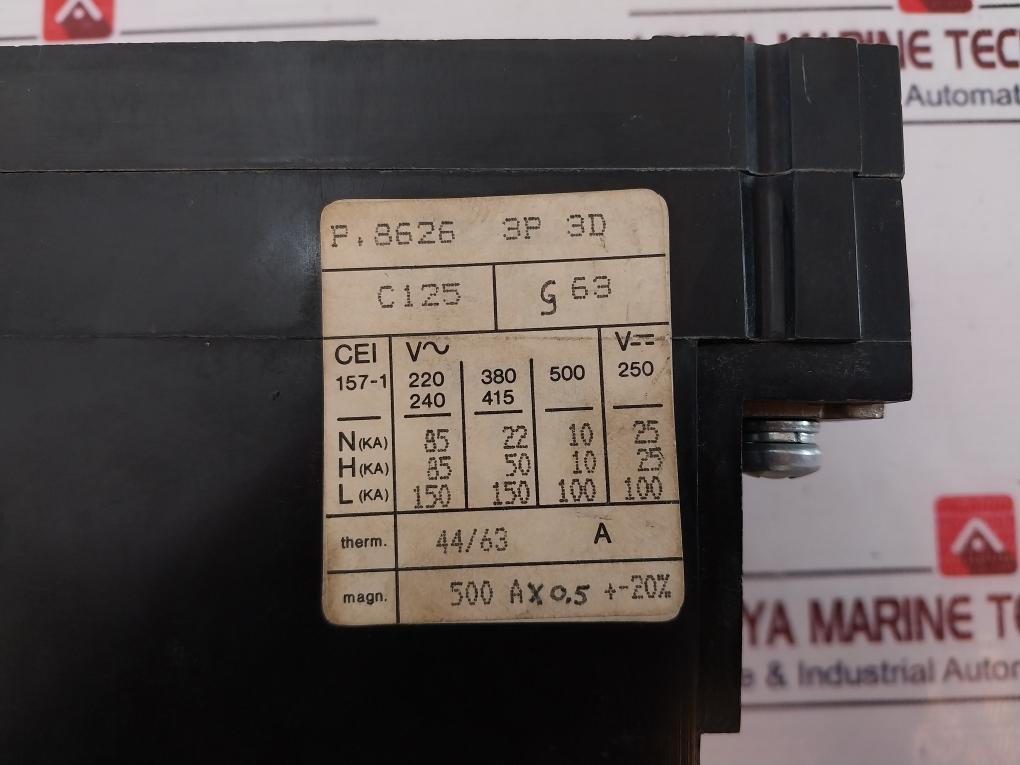 MARINE TECH
Automat
P.8626 3P 3D
C125 G 63
CEI 157-1 V~ V⎓
220 240 380 415 500 250
N (KA) 85 22 10 25
H (KA) 85 50 10 25
L (KA) 150 150 100 100
therm. 44/63 A
magn. 500 A X 0.5 +-20%
YA MARINE T
& Industrial Autom